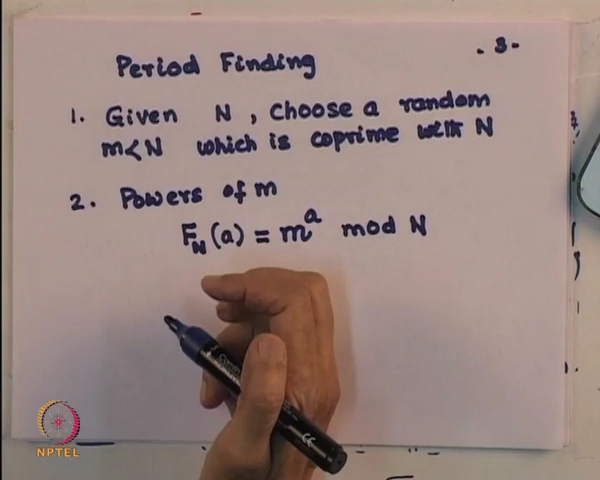 - 3 -
Period Finding
1. Given N, choose a random
m<N which is coprime with N
2. Powers of m
F_N(a) = m^a mod N
NPTEL